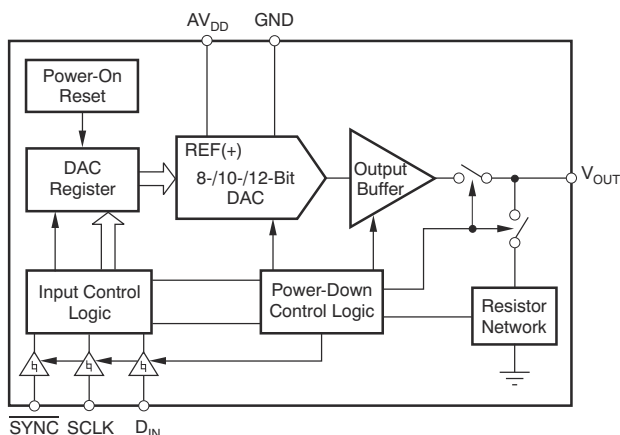 AVDD GND
Power-On
Reset
DAC
Register
REF(+)
8-/10-/12-Bit
DAC
Output
Buffer
VOUT
Input Control
Logic
Power-Down
Control Logic
Resistor
Network
SYNC SCLK DIN